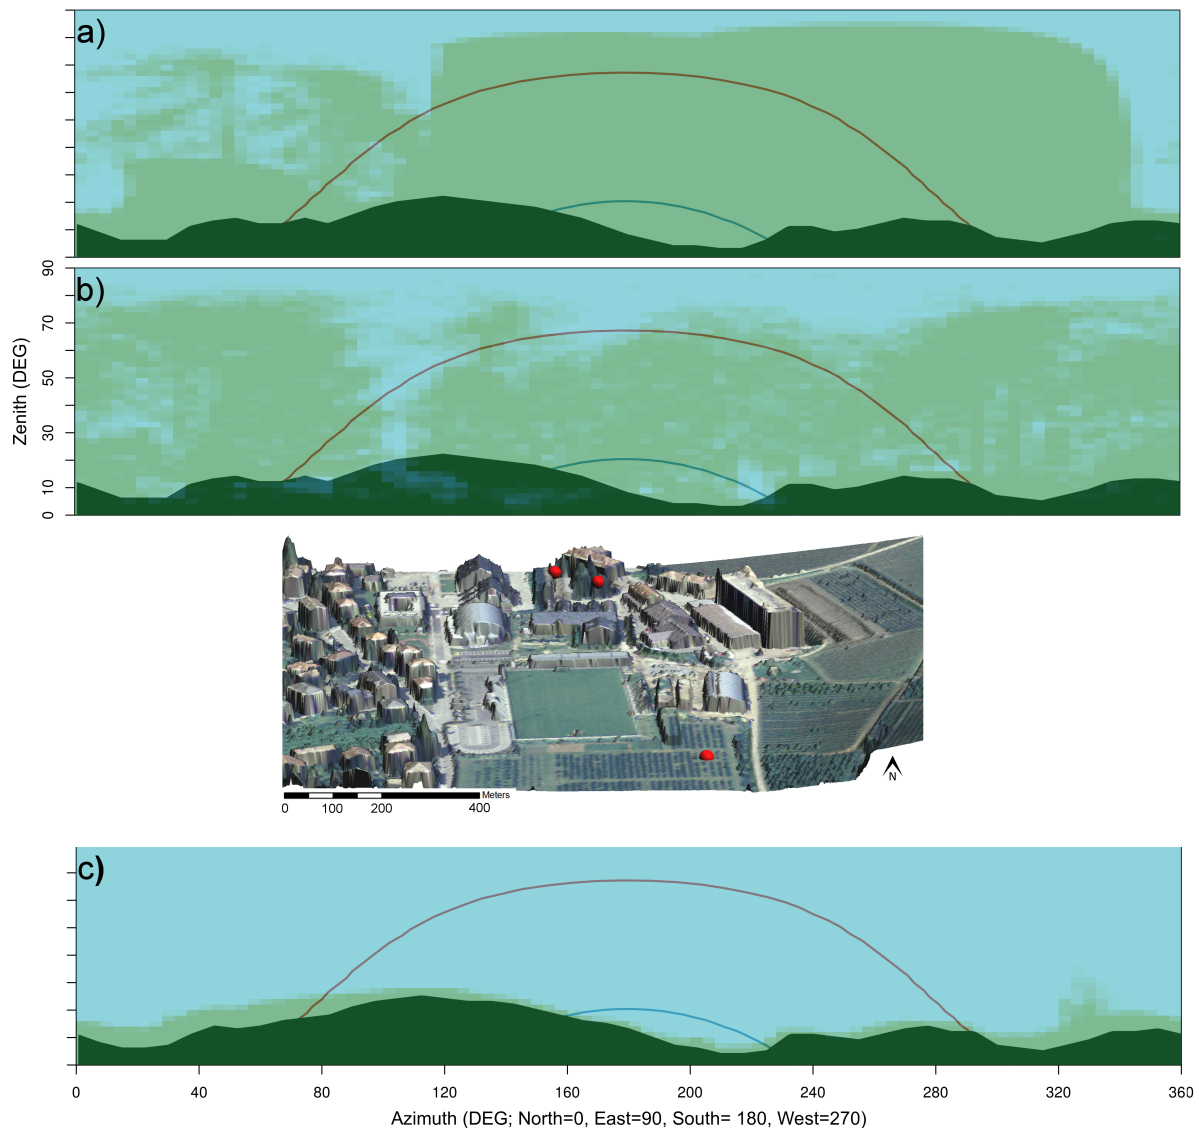 a)
b)
Zenith (DEG)
90
70
50
30
10
0
N
Meters
0 100 200 400
c)
0 40 80 120 160 200 240 280 320 360
Azimuth (DEG; North=0, East=90, South= 180, West=270)